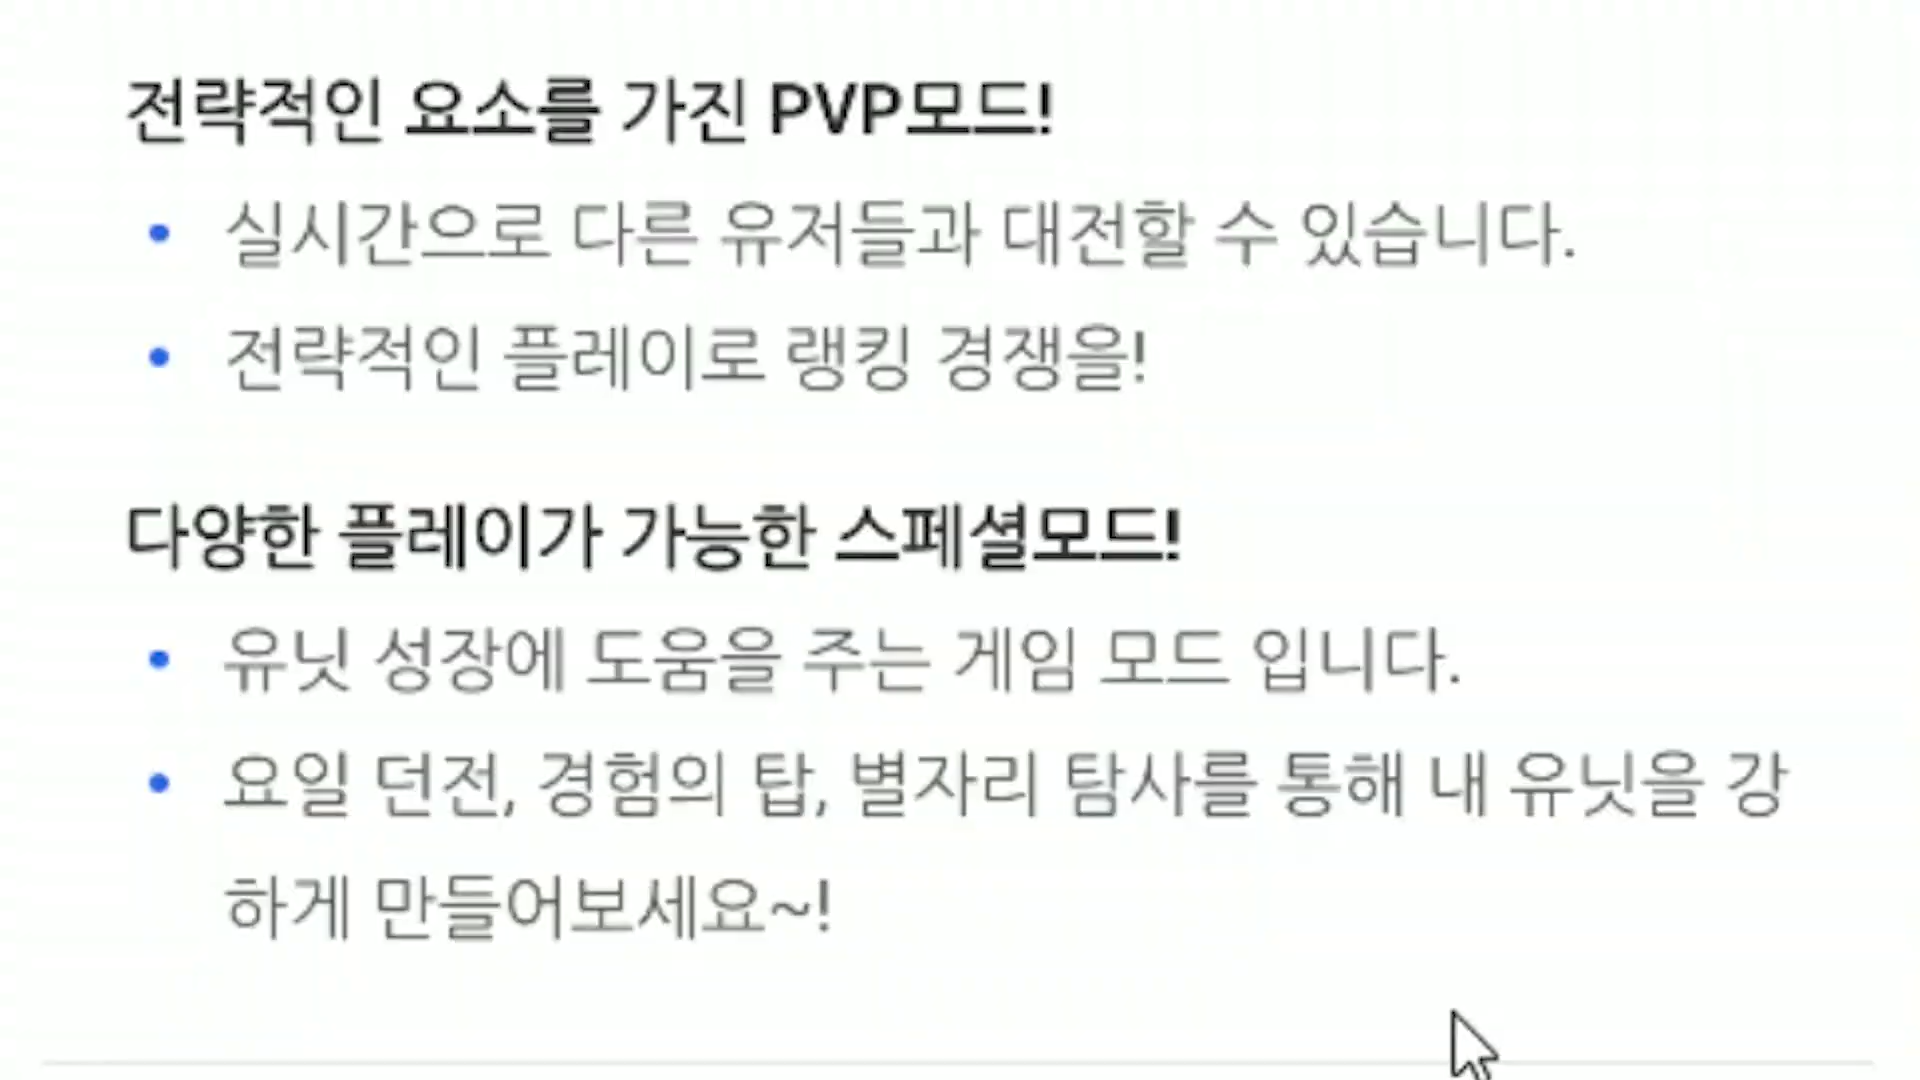 전략적인 요소를 가진 PVP모드!
실시간으로 다른 유저들과 대전할 수 있습니다.
전략적인 플레이로 랭킹 경쟁을!
다양한 플레이가 가능한 스페셜모드!
유닛 성장에 도움을 주는 게임 모드 입니다.
요일 던전, 경험의 탑, 별자리 탐사를 통해 내 유닛을 강
하게 만들어보세요~!